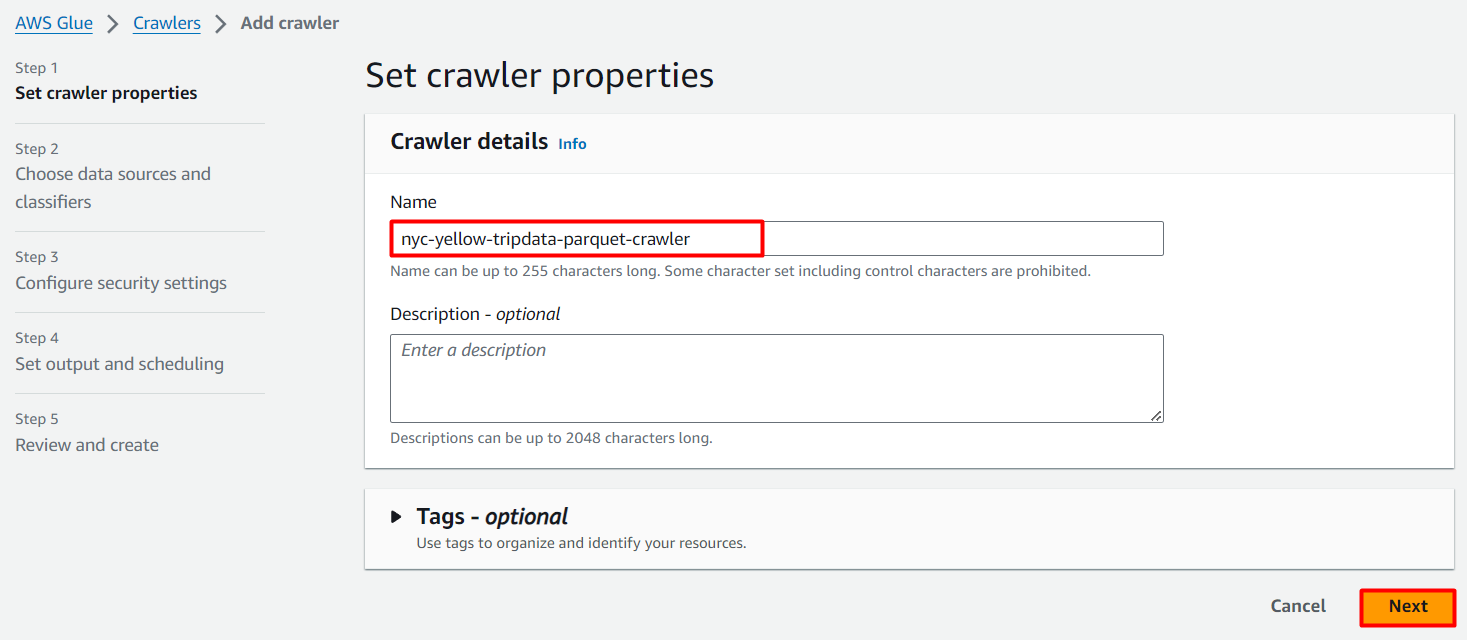 AWS Glue > Crawlers > Add crawler
Step 1
Set crawler properties
Step 2
Choose data sources and
classifiers
Step 3
Configure security settings
Step 4
Set output and scheduling
Step 5
Review and create
Set crawler properties
Crawler details Info
Name
nyc-yellow-tripdata-parquet-crawler
Name can be up to 255 characters long. Some character set including control characters are prohibited.
Description - optional
Enter a description
Descriptions can be up to 2048 characters long.
Tags - optional
Use tags to organize and identify your resources.
Cancel
Next